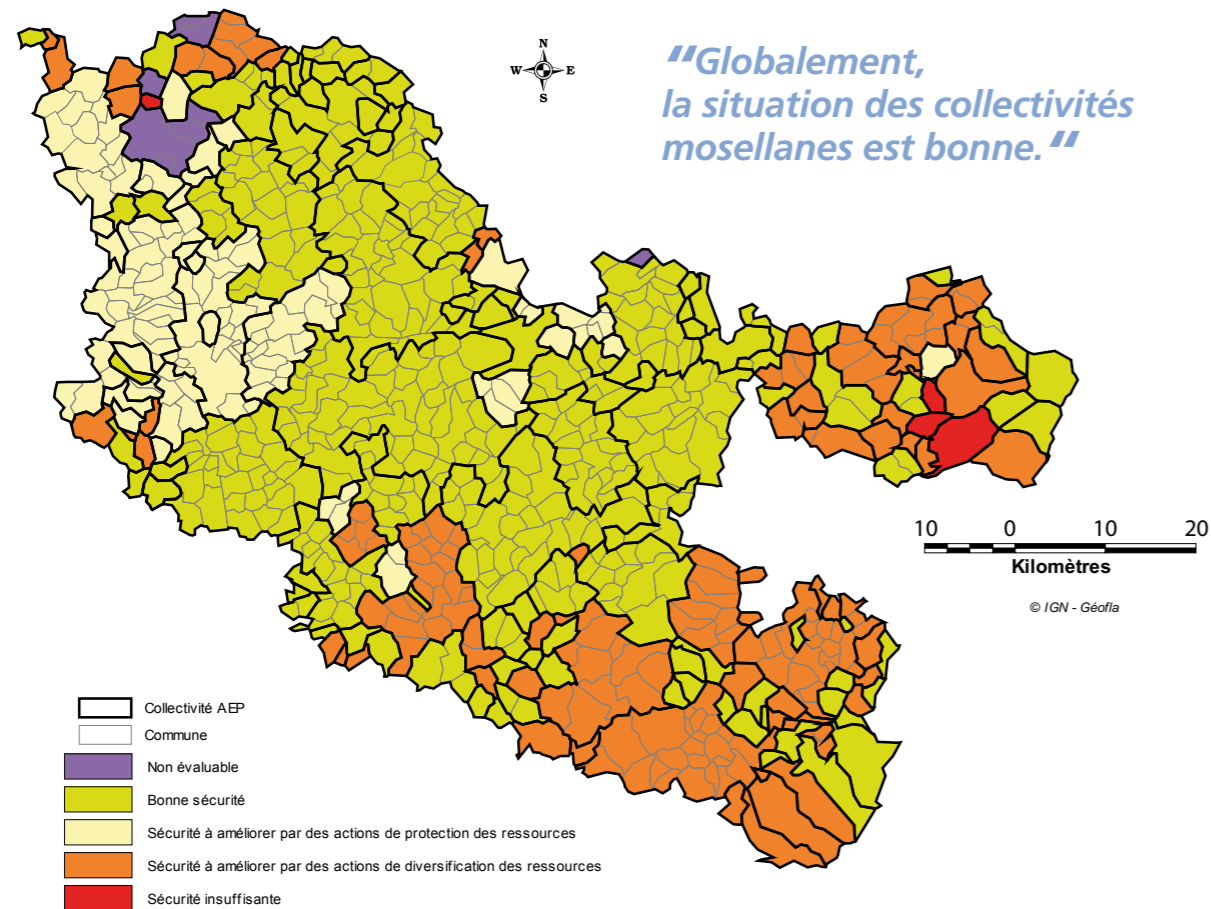 N
W E
S
"Globalement,
la situation des collectivités
mosellanes est bonne."
10 0 10 20
Kilomètres
© IGN - Géofla
Collectivité AEP
Commune
Non évaluable
Bonne sécurité
Sécurité à améliorer par des actions de protection des ressources
Sécurité à améliorer par des actions de diversification des ressources
Sécurité insuffisante